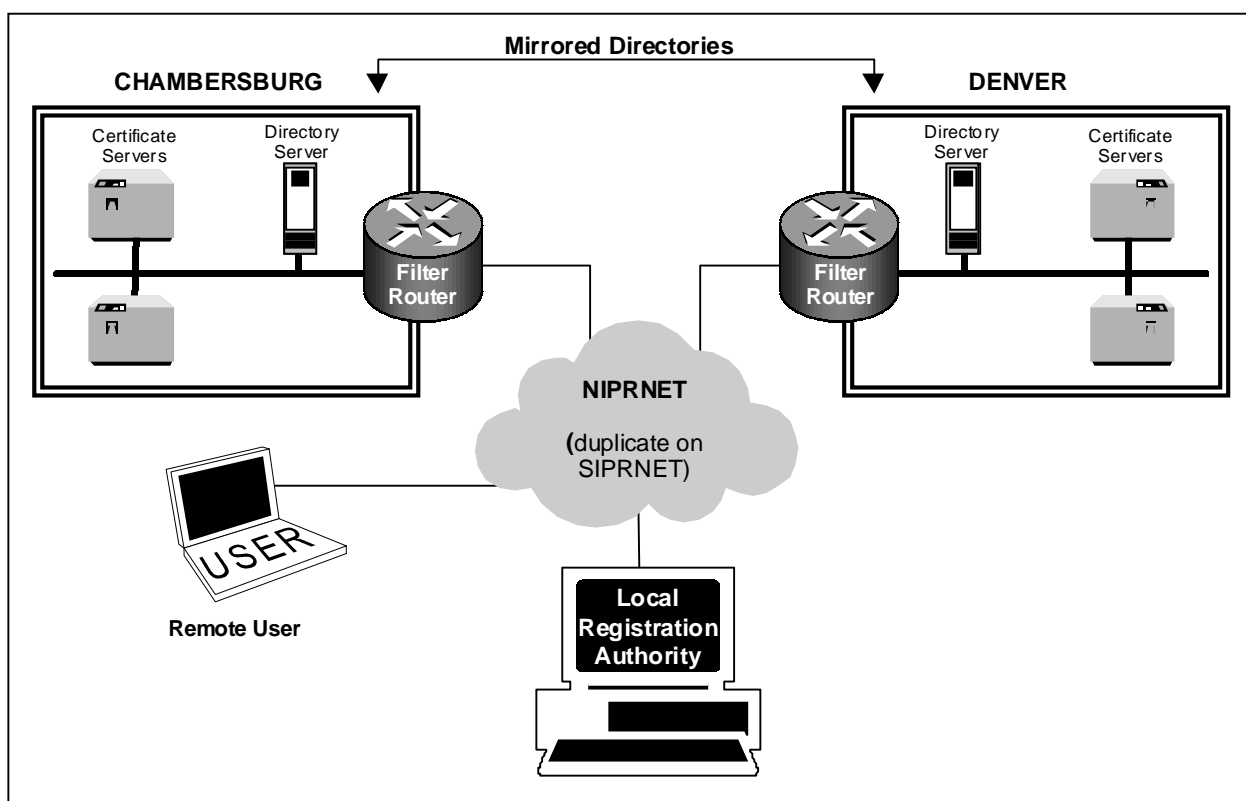 Mirrored Directories
CHAMBERSBURG
DENVER
Certificate
Servers
Directory
Server
Directory
Server
Certificate
Servers
Filter
Router
Filter
Router
NIPRNET
(duplicate on
SIPRNET)
USER
Remote User
Local
Registration
Authority